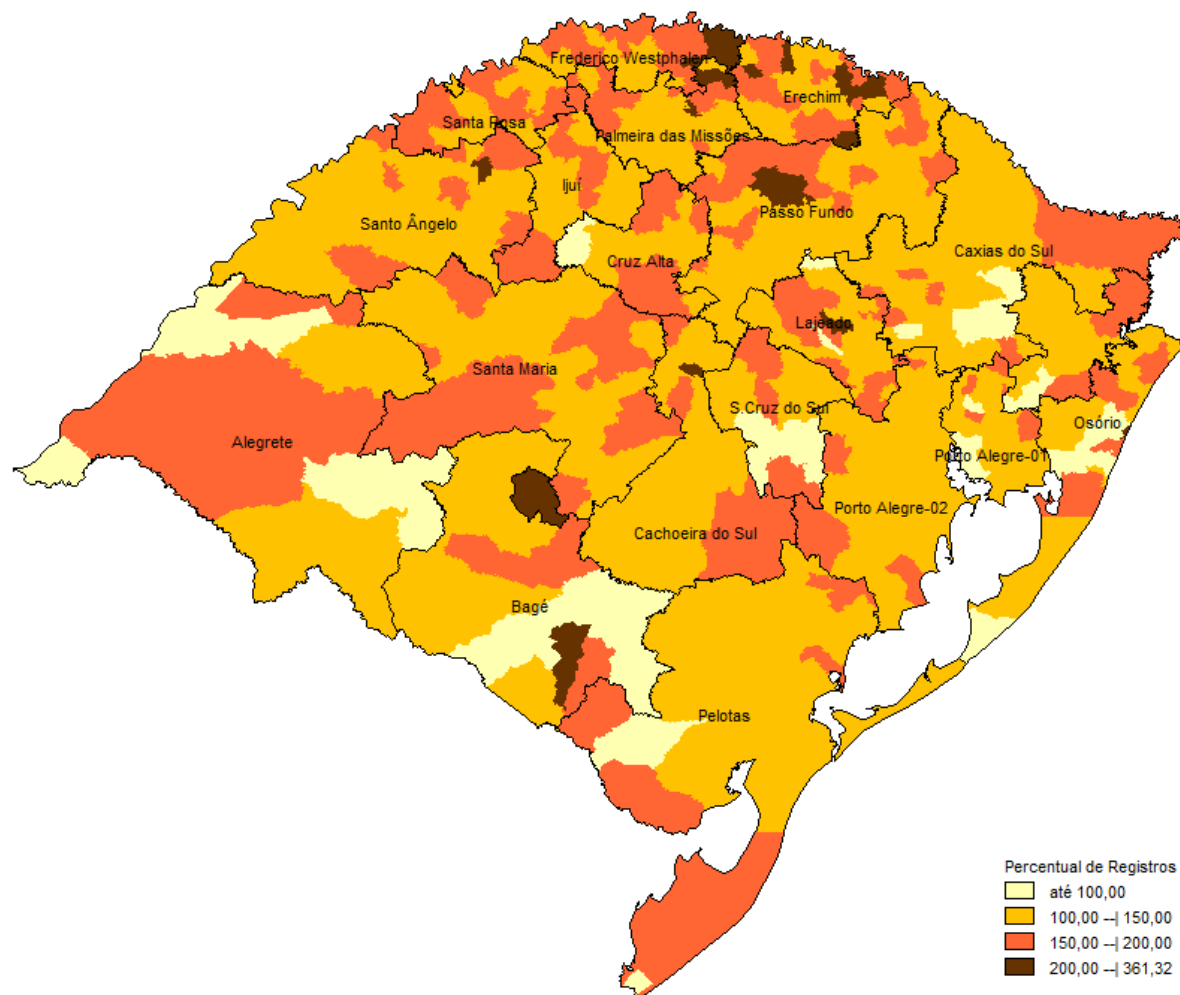 Frederico Westphalen
Erechim
Santa Rosa
Palmeira das Missões
Ijuí
Passo Fundo
Santo Ângelo
Caxias do Sul
Cruz Alta
Lajeado
Santa Maria
S.Cruz do Sul
Osório
Alegrete
Porto Alegre-01
Porto Alegre-02
Cachoeira do Sul
Bagé
Pelotas
Percentual de Registros
até 100,00
100,00 --| 150,00
150,00 --| 200,00
200,00 --| 361,32